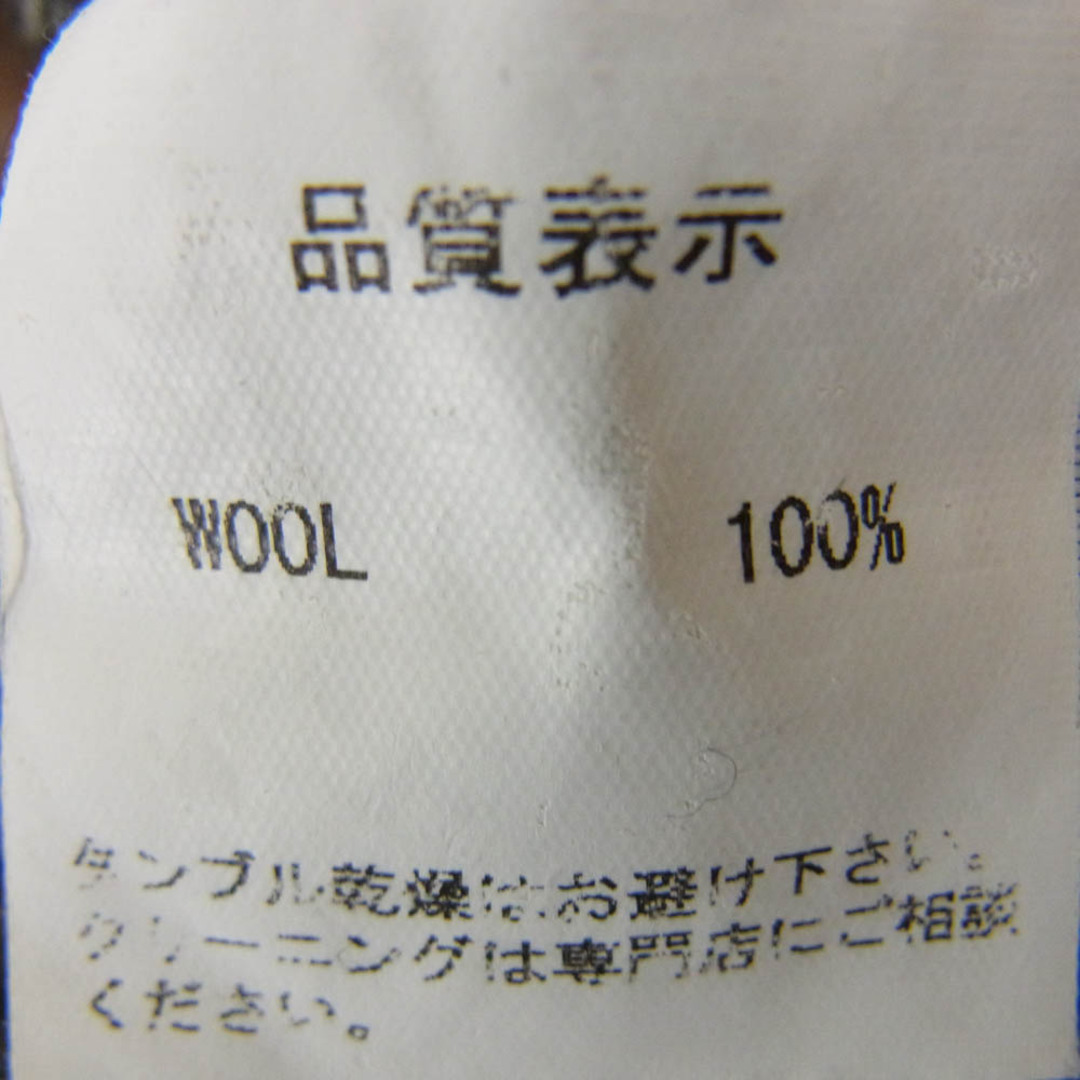 品質表示
WOOL 100%
タンブル乾燥はお避け下さい。
クリーニングは専門店にご相談
ください。